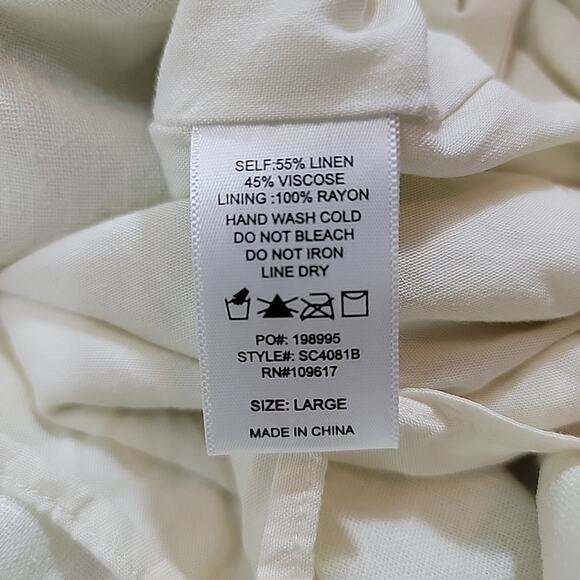 SELF:55% LINEN
45% VISCOSE
LINING :100% RAYON
HAND WASH COLD
DO NOT BLEACH
DO NOT IRON
LINE DRY
PO#: 198995
STYLE#: SC4081B
RN#109617
SIZE: LARGE
MADE IN CHINA